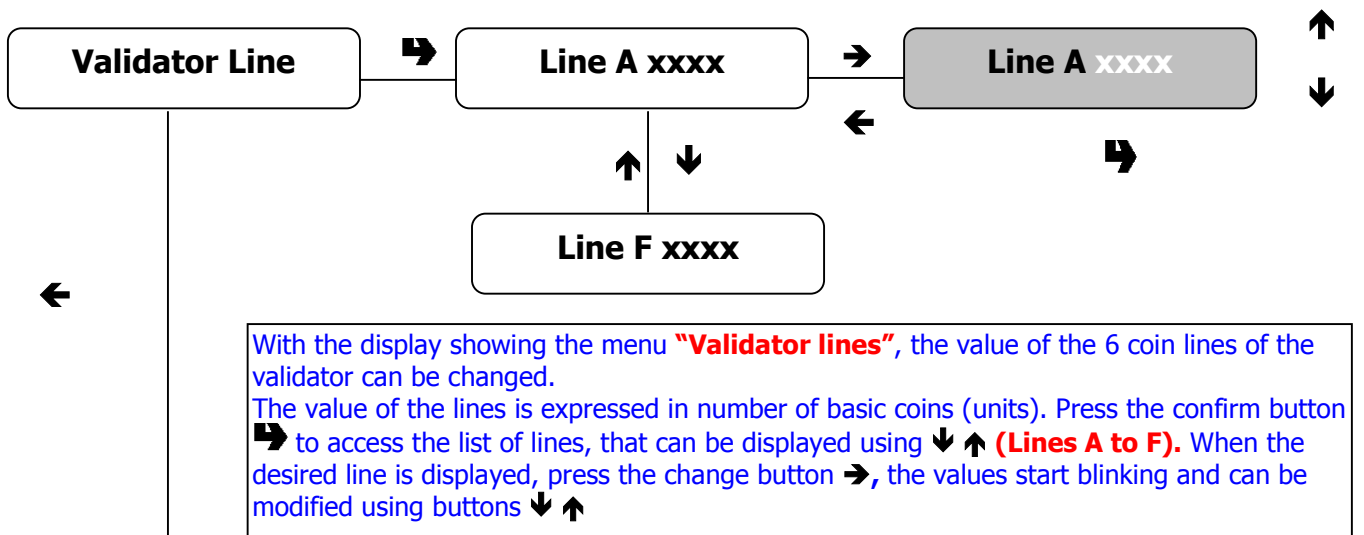 Validator Line
Line A xxxx
Line A xxxx
Line F xxxx
With the display showing the menu “Validator lines”, the value of the 6 coin lines of the
validator can be changed.
The value of the lines is expressed in number of basic coins (units). Press the confirm button
to access the list of lines, that can be displayed using ↓ ↑ (Lines A to F). When the
desired line is displayed, press the change button →, the values start blinking and can be
modified using buttons ↓ ↑